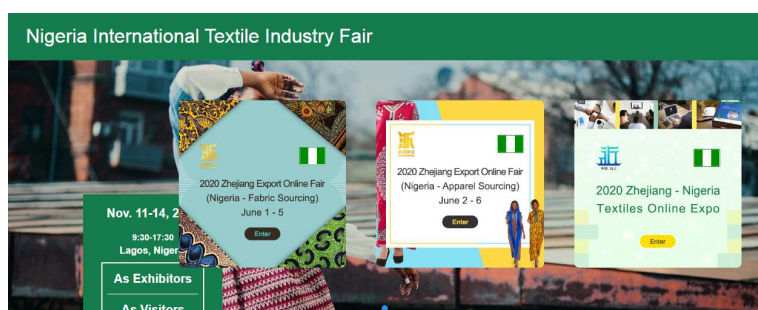 Nigeria International Textile Industry Fair
2020 Zhejiang Export Online Fair
(Nigeria - Fabric Sourcing)
June 1 - 5
Enter
2020 Zhejiang Export Online Fair
(Nigeria - Apparel Sourcing)
June 2 - 6
Enter
2020 Zhejiang - Nigeria
Textiles Online Expo
Enter
Nov. 11-14, 2
9:30-17:30
Lagos, Niger
As Exhibitors
As Visitors